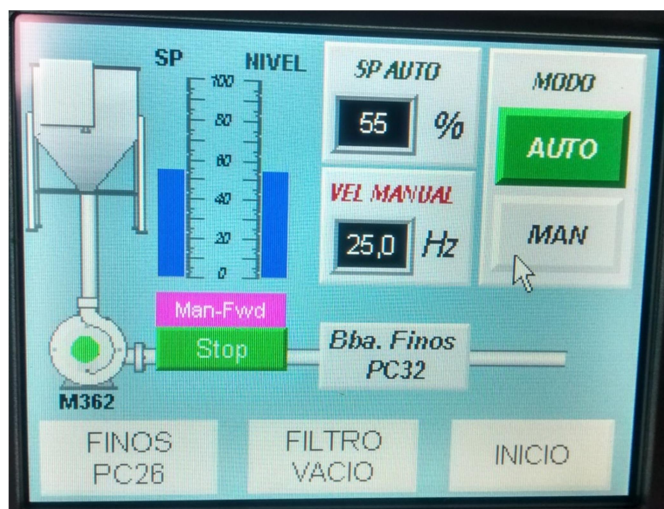 SP
NIVEL
100
80
60
40
20
0
SP AUTO
55 %
VEL MANUAL
25,0 Hz
MODO
AUTO
MAN
Man-Fwd
Stop
Bba. Finos
PC32
M362
FINOS
PC26
FILTRO
VACIO
INICIO